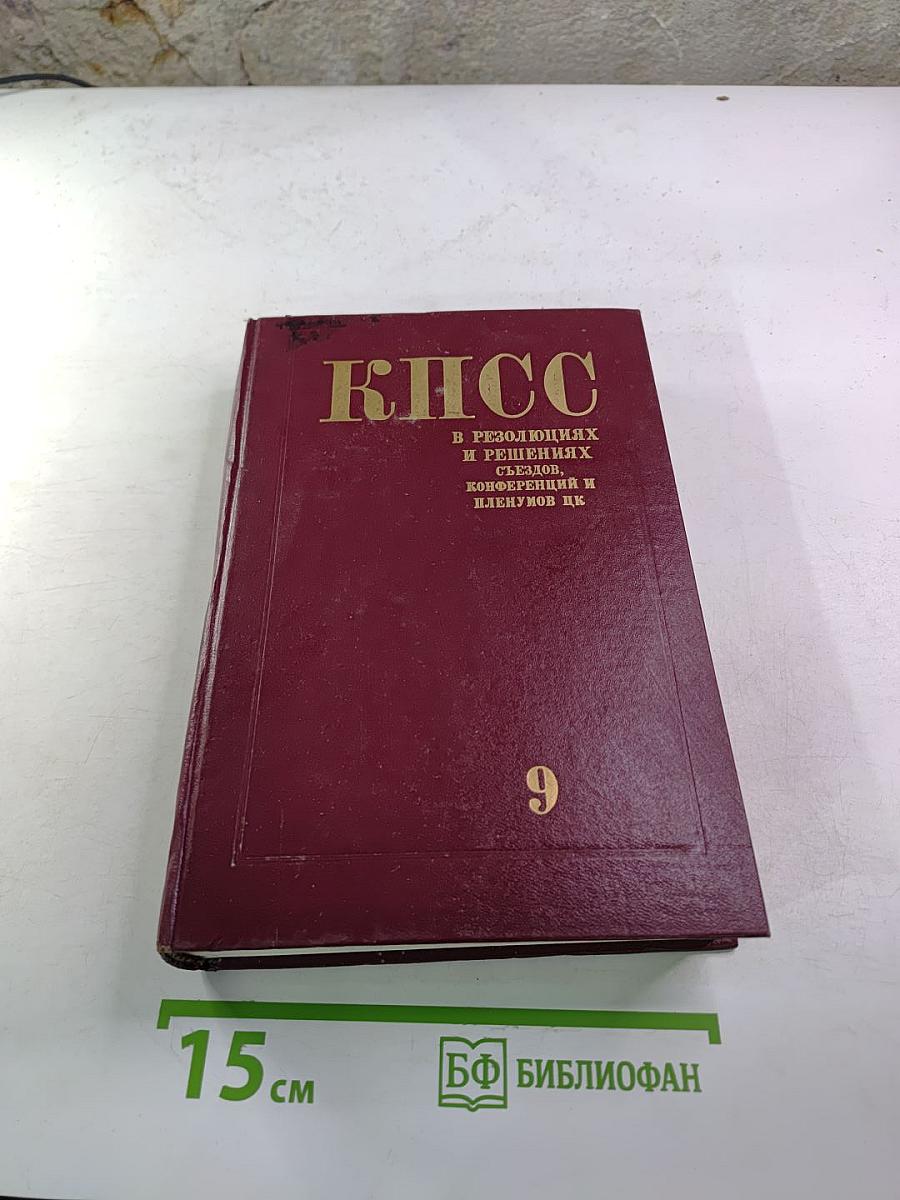 КПСС
В РЕЗОЛЮЦИЯХ
И РЕШЕНИЯХ
СЪЕЗДОВ,
КОНФЕРЕНЦИЙ И
ПЛЕНУМОВ ЦК
9
15 см
БФ БИБЛИОФАН